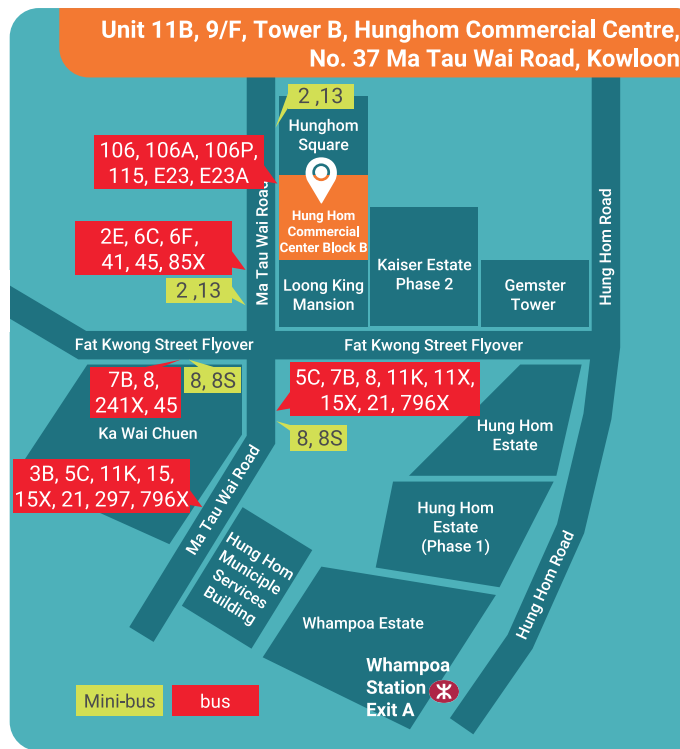 Unit 11B, 9/F, Tower B, Hunghom Commercial Centre,
No. 37 Ma Tau Wai Road, Kowloon
2 ,13
Hunghom
Square
106, 106A, 106P,
115, E23, E23A
Ma Tau Wai Road
Hung Hom
Commercial
Center Block B
Hung Hom Road
2E, 6C, 6F,
41, 45, 85X
2 ,13
Loong King
Mansion
Kaiser Estate
Phase 2
Gemster
Tower
Fat Kwong Street Flyover
Fat Kwong Street Flyover
7B, 8,
241X, 45
8, 8S
5C, 7B, 8, 11K, 11X,
15X, 21, 796X
8, 8S
Ka Wai Chuen
Hung Hom
Estate
3B, 5C, 11K, 15,
15X, 21, 297, 796X
Ma Tau Wai Road
Hung Hom
Estate
(Phase 1)
Hung Hom Road
Hung Hom
Municiple
Services
Building
Whampoa Estate
Whampoa
Station
Exit A
Mini-bus
bus